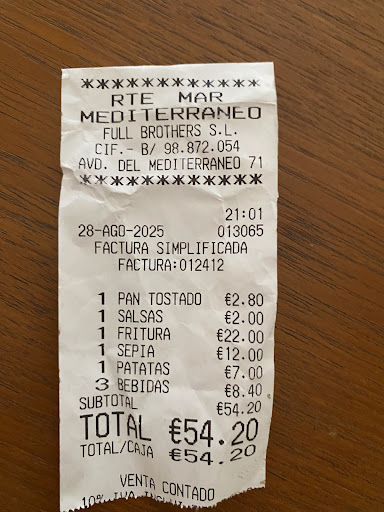 ************
RTE MAR
MEDITERRANEO
FULL BROTHERS S.L.
CIF.- B/ 98.872.054
AVD. DEL MEDITERRANEO 71
************
21:01
28-AGO-2025 013065
FACTURA SIMPLIFICADA
FACTURA:012412
1 PAN TOSTADO €2.80
1 SALSAS €2.00
1 FRITURA €22.00
1 SEPIA €12.00
1 PATATAS €7.00
3 BEBIDAS €8.40
SUBTOTAL €54.20
TOTAL €54.20
TOTAL/CAJA €54.20
VENTA CONTADO
10% IVA